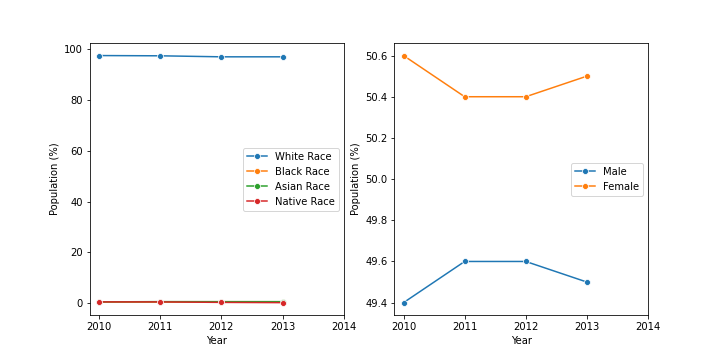 100
80
60
40
20
0
Population (%)
2010 2011 2012 2013 2014
Year
White Race
Black Race
Asian Race
Native Race
50.6
50.4
50.2
50.0
49.8
49.6
49.4
Population (%)
2010 2011 2012 2013 2014
Year
Male
Female